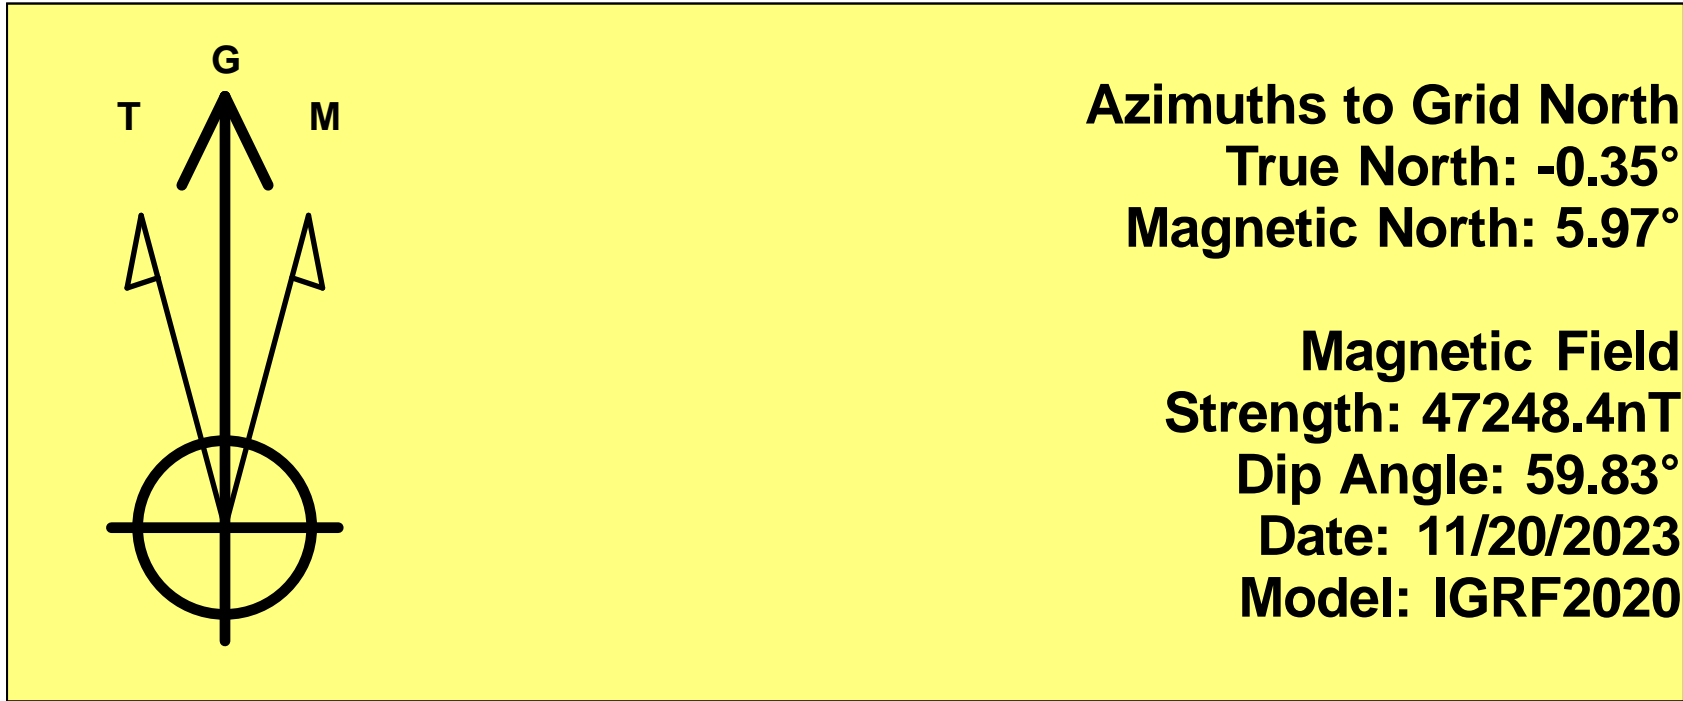 G
T M
Azimuths to Grid North
True North: -0.35°
Magnetic North: 5.97°
Magnetic Field
Strength: 47248.4nT
Dip Angle: 59.83°
Date: 11/20/2023
Model: IGRF2020